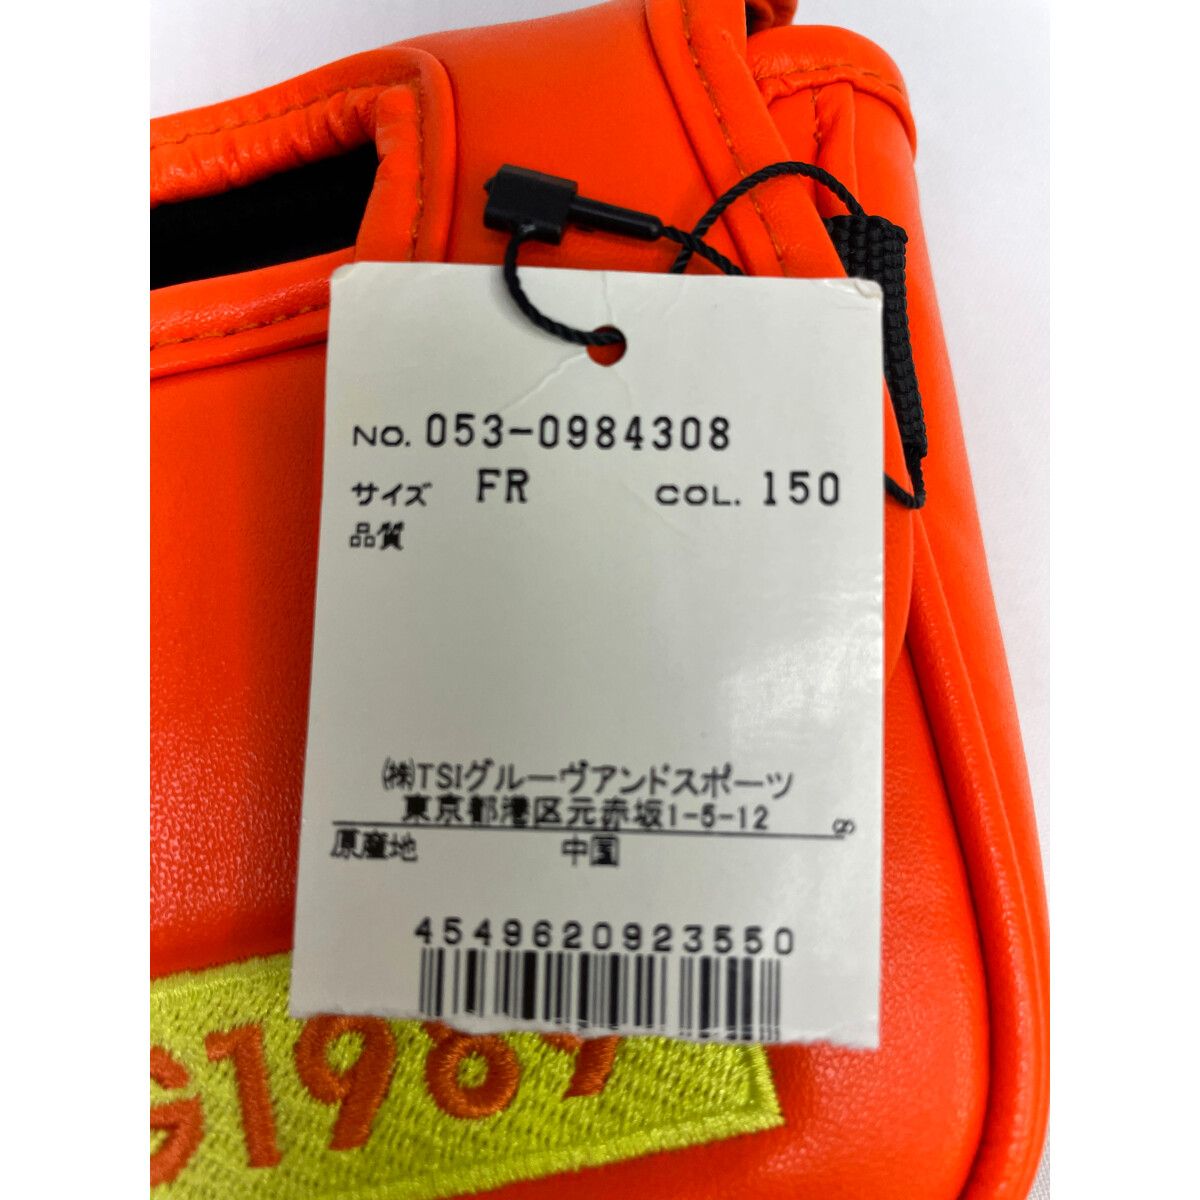 NO. 053-0984308
サイズ FR COL. 150
品質
㈱TSIグルーヴアンドスポーツ
東京都港区元赤坂1-5-12
原産地 中国
4549620923550
G1987